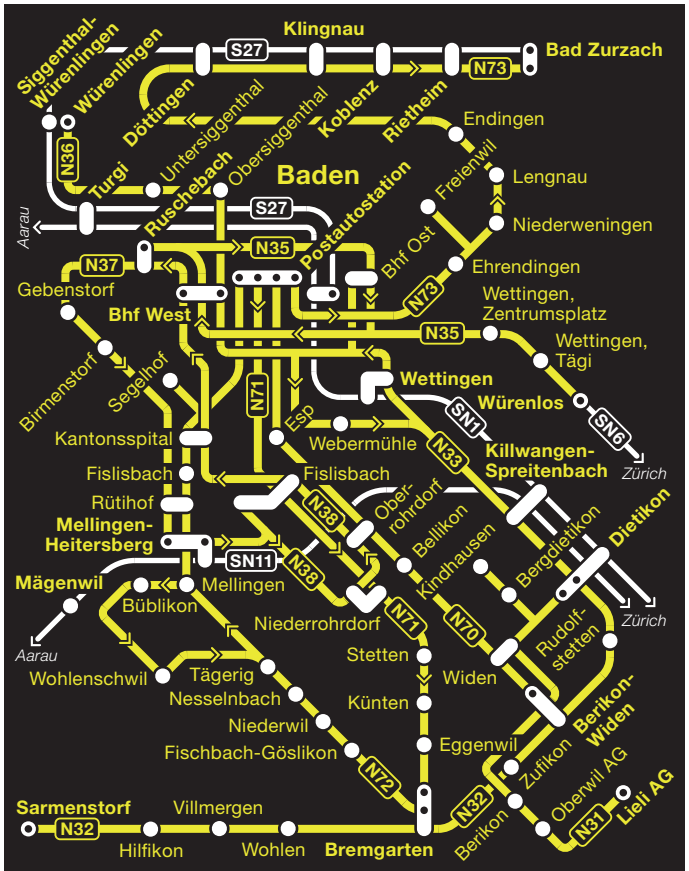 Klingnau
S27
Bad Zurzach
N73
Siggenthal-
Würenlingen
Würenlingen
Döttingen
Koblenz
Rietheim
Untersiggenthal
Obersiggenthal
Endingen
N36
Turgi
Ruschebach
Baden
Freienwil
Lengnau
S27
Postautostation
Niederweningen
Aarau
N35
Bhf Ost
N37
Ehrendingen
Gebenstorf
N73
Wettingen,
Zentrumsplatz
Bhf West
N35
Wettingen,
Tägi
Birmenstorf
Segelhof
N71
Wettingen
Würenlos
Esp
SN1
SN6
Kantonsspital
Webermühle
N33
Killwangen-
Spreitenbach
Zürich
Fislisbach
Fislisbach
Rütihof
N38
Ober-
rohrdorf
Mellingen-
Heitersberg
Bellikon
Kindhausen
Bergdietikon
Dietikon
SN11
N38
Mägenwil
Mellingen
Büblikon
Niederrohrdorf
N71
N70
Rudolf-
stetten
Zürich
Aarau
Stetten
Wohlenschwil
Tägerig
Widen
Nesselnbach
Künten
Niederwil
Berikon-
Widen
Fischbach-Göslikon
Eggenwil
Zufikon
N72
Oberwil AG
Lieli AG
Sarmenstorf
Villmergen
N32
N32
Berikon
N31
Hilfikon
Wohlen
Bremgarten